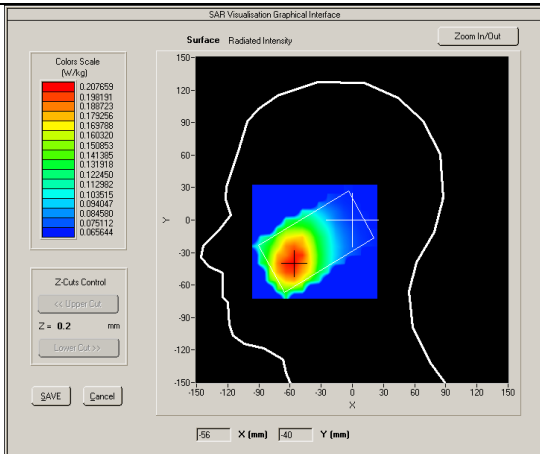 SAR Visualisation Graphical Interface
Surface Radiated Intensity
Zoom In/Out
Colors Scale
(W/kg)
0.207659
0.198191
0.188723
0.179256
0.169788
0.160320
0.150853
0.141385
0.131918
0.122450
0.112982
0.103515
0.094047
0.084580
0.075112
0.065644
Z-Cuts Control
<< Upper Cut
Z = 0.2 mm
Lower Cut >>
SAVE
Cancel
150
120
90
60
30
0
-30
-60
-90
-120
-150
Y
-150 -120 -90 -60 -30 0 30 60 90 120 150
X
-56 X (mm) -40 Y (mm)